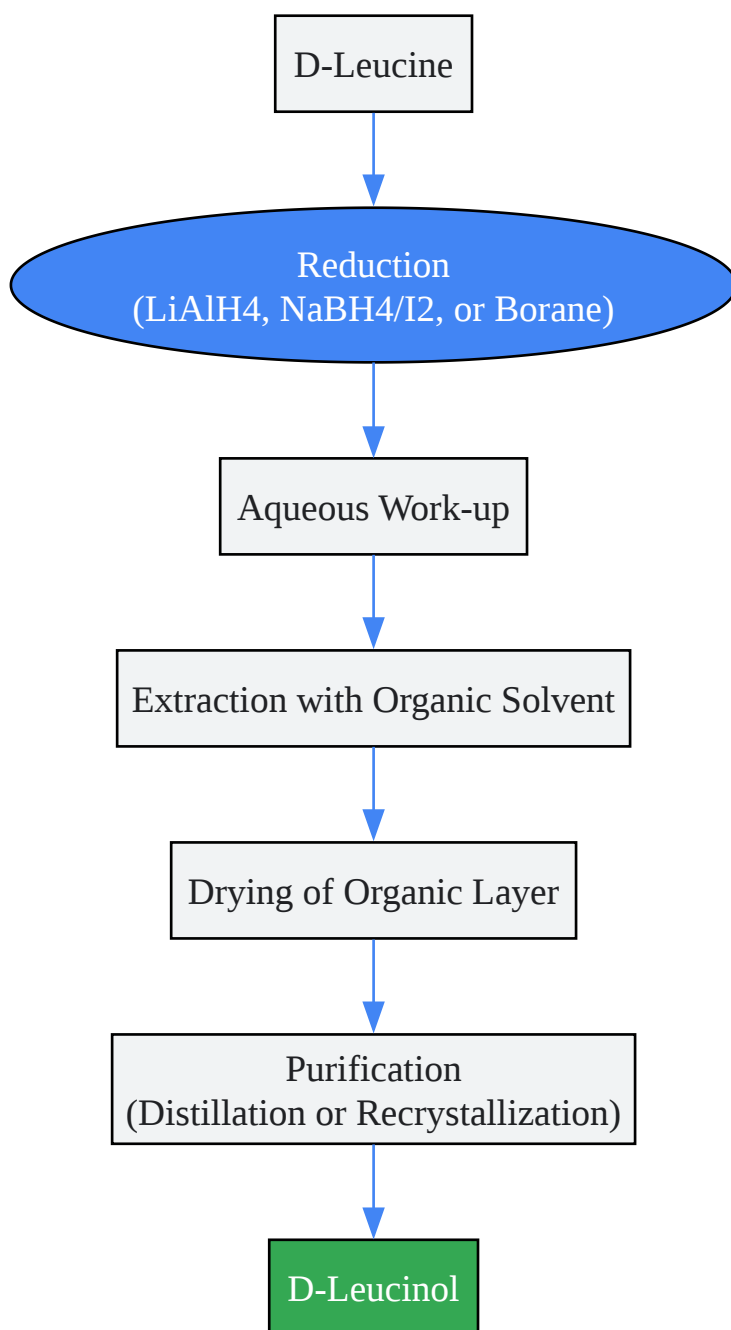 D-Leucine
Reduction
(LiAlH4, NaBH4/I2, or Borane)
Aqueous Work-up
Extraction with Organic Solvent
Drying of Organic Layer
Purification
(Distillation or Recrystallization)
D-Leucinol